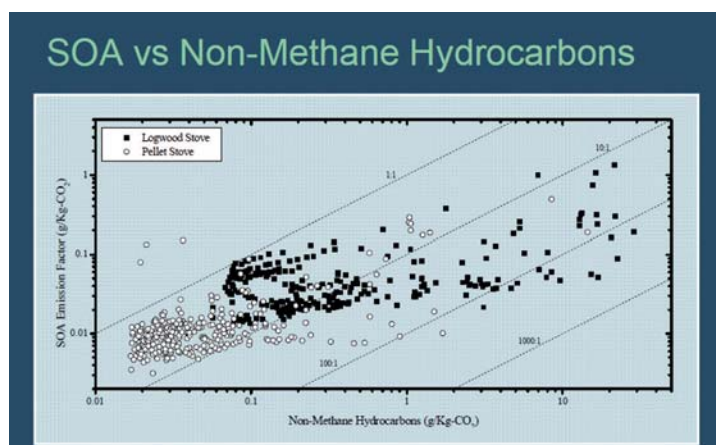 SOA vs Non-Methane Hydrocarbons
Logwood Stove
Pellet Stove
1:1
10:1
100:1
1000:1
SOA Emission Factor (g/Kg-CO₂)
1
0.1
0.01
0.01
0.1
1
10
Non-Methane Hydrocarbons (g/Kg-CO₂)